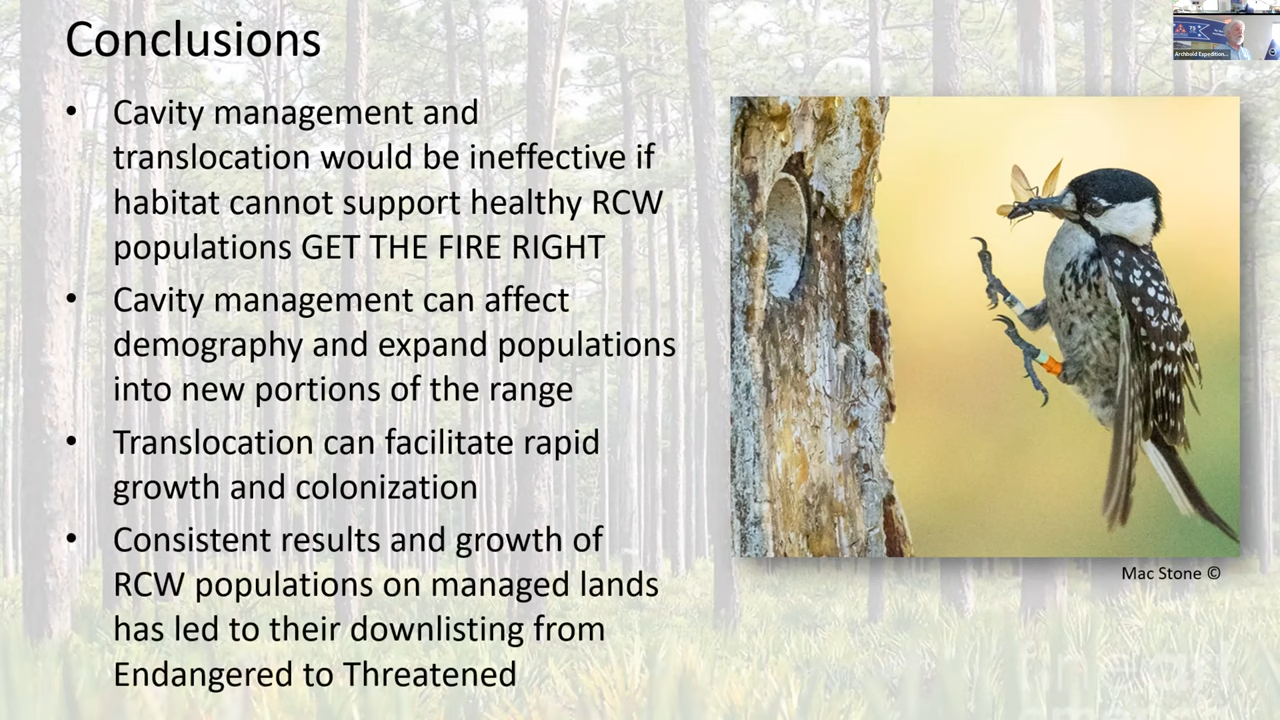 Conclusions
• Cavity management and
translocation would be ineffective if
habitat cannot support healthy RCW
populations GET THE FIRE RIGHT
• Cavity management can affect
demography and expand populations
into new portions of the range
• Translocation can facilitate rapid
growth and colonization
• Consistent results and growth of
RCW populations on managed lands
has led to their downlisting from
Endangered to Threatened
Archbold Expedition...
Mac Stone ©